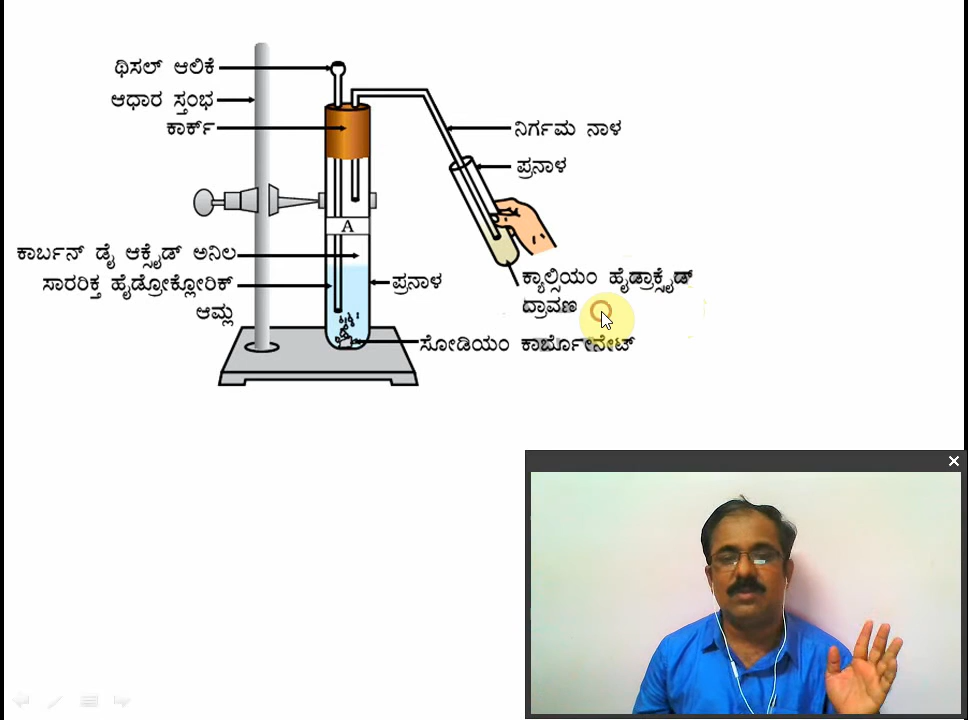 ಥಿಸಲ್ ಆಲಿಕೆ
ಆಧಾರ ಸ್ತಂಭ
ಕಾರ್ಕ್
ನಿರ್ಗಮ ನಾಳ
ಪ್ರನಾಳ
A
ಕಾರ್ಬನ್ ಡೈ ಆಕ್ಸೈಡ್ ಅನಿಲ
ಸಾರರಿಕ್ತ ಹೈಡ್ರೋಕ್ಲೋರಿಕ್
ಆಮ್ಲ
ಪ್ರನಾಳ
ಕ್ಯಾಲ್ಸಿಯಂ ಹೈಡ್ರಾಕ್ಸೈಡ್
ದ್ರಾವಣ
ಸೋಡಿಯಂ ಕಾರ್ಬೋನೇಟ್